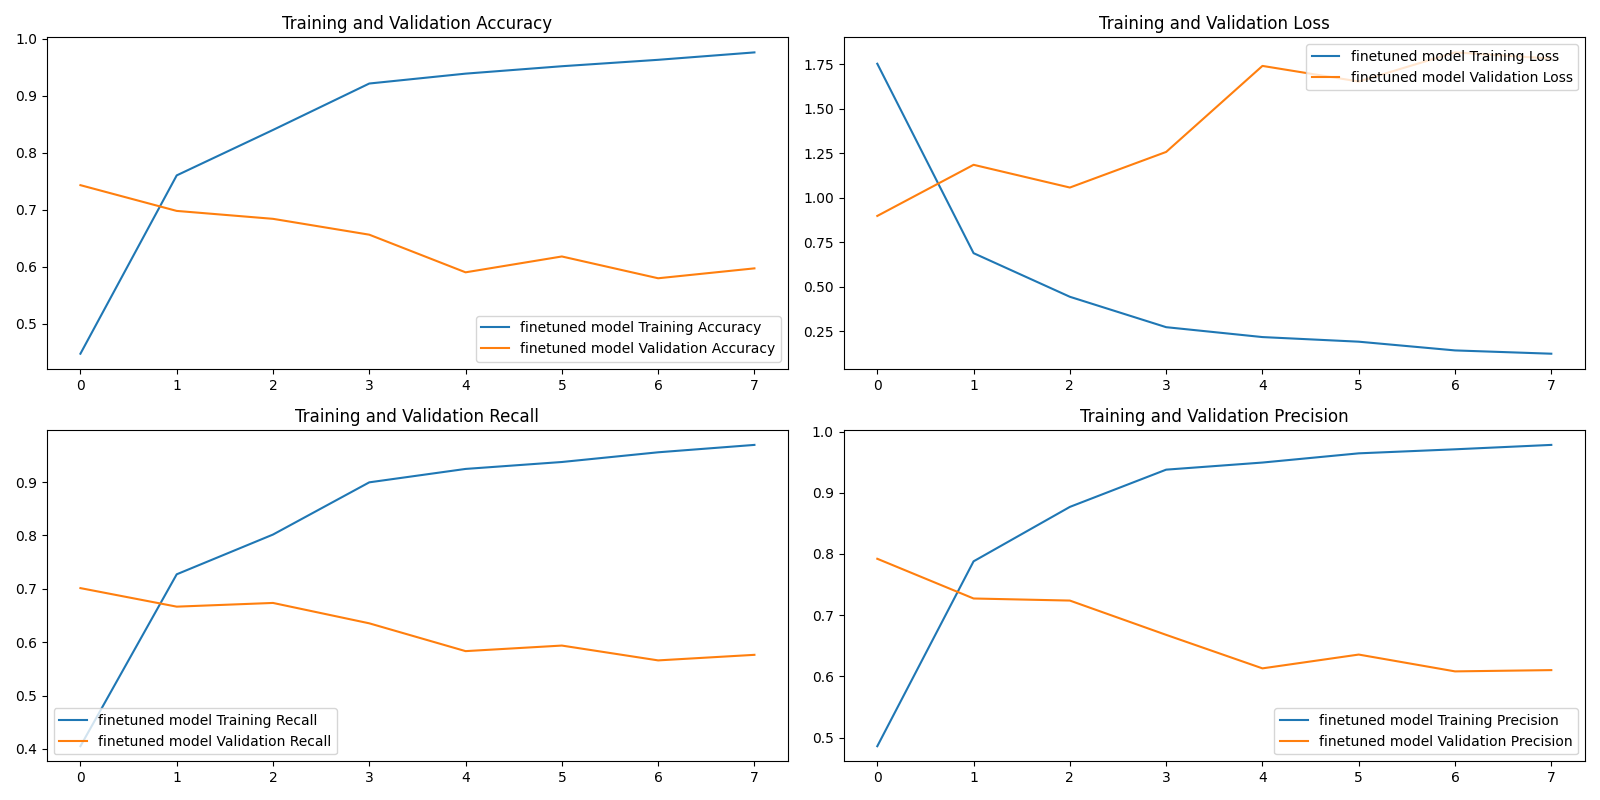 Training and Validation Accuracy
1.0
0.9
0.8
0.7
0.6
0.5
finetuned model Training Accuracy
finetuned model Validation Accuracy
0 1 2 3 4 5 6 7
Training and Validation Loss
1.75
1.50
1.25
1.00
0.75
0.50
0.25
finetuned model Training Loss
finetuned model Validation Loss
0 1 2 3 4 5 6 7
Training and Validation Recall
0.9
0.8
0.7
0.6
0.5
0.4
finetuned model Training Recall
finetuned model Validation Recall
0 1 2 3 4 5 6 7
Training and Validation Precision
1.0
0.9
0.8
0.7
0.6
0.5
finetuned model Training Precision
finetuned model Validation Precision
0 1 2 3 4 5 6 7